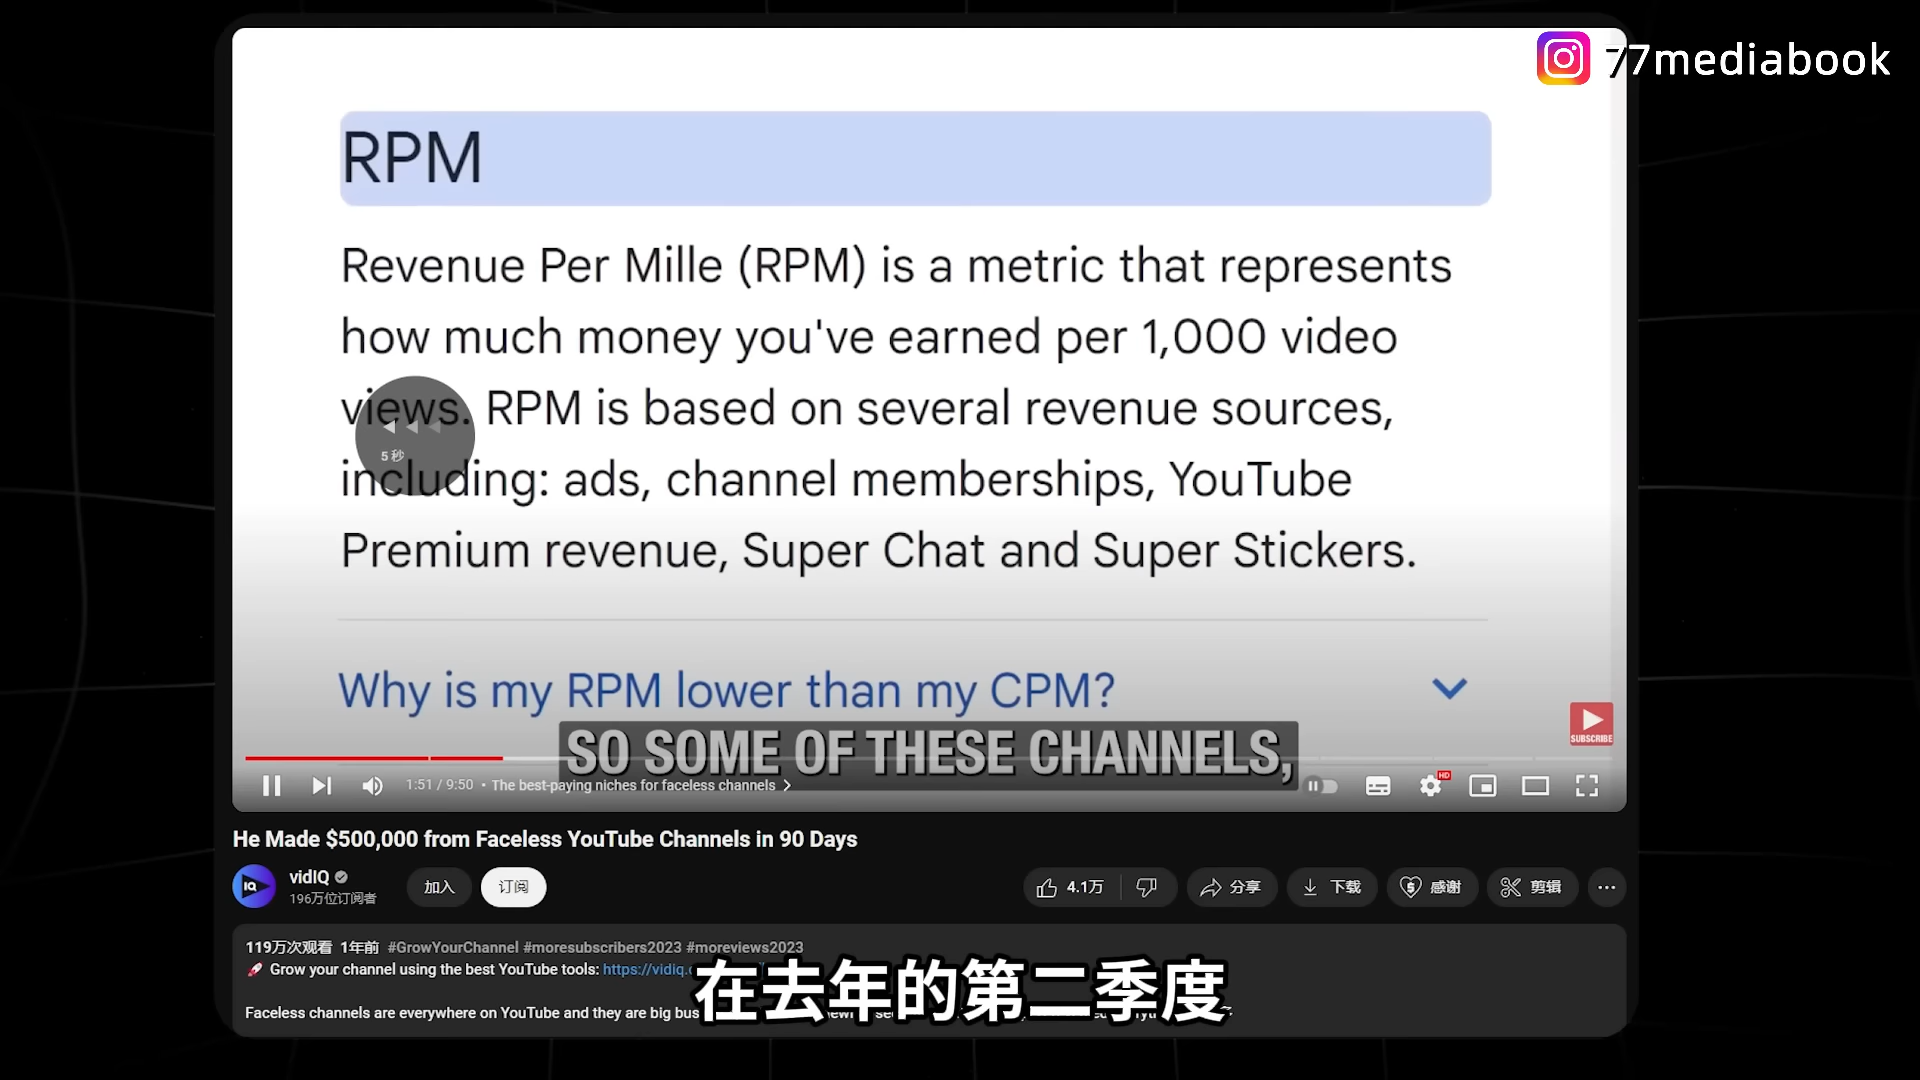 77mediabook
RPM
Revenue Per Mille (RPM) is a metric that represents
how much money you've earned per 1,000 video
views. RPM is based on several revenue sources,
5 秒
including: ads, channel memberships, YouTube
Premium revenue, Super Chat and Super Stickers.
Why is my RPM lower than my CPM?
SUBSCRIBE
SO SOME OF THESE CHANNELS,
1:51 / 9:50 • The best-paying niches for faceless channels
HD
He Made $500,000 from Faceless YouTube Channels in 90 Days
IQ
vidIQ
196万位订阅者
加入
订阅
4.1万
分享
下载
感谢
剪辑
119万次观看 1年前 #GrowYourChannel #moresubscribers2023 #moreviews2023
Grow your channel using the best YouTube tools: https://vidiq.
在去年的第二季度
Faceless channels are everywhere on YouTube and they are big